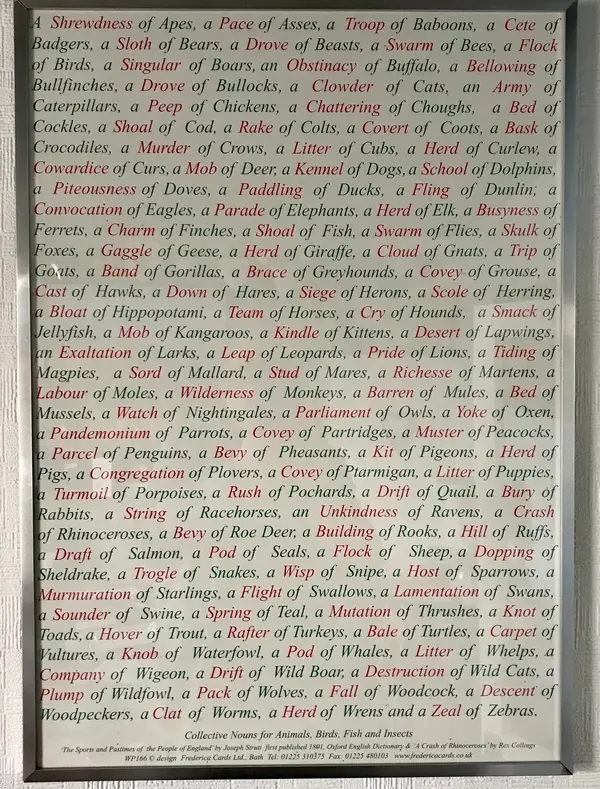 A Shrewdness of Apes, a Pace of Asses, a Troop of Baboons, a Cete of
Badgers, a Sloth of Bears, a Drove of Beasts, a Swarm of Bees, a Flock
of Birds, a Singular of Boars, an Obstinacy of Buffalo, a Bellowing of
Bullfinches, a Drove of Bullocks, a Clowder of Cats, an Army of
Caterpillars, a Peep of Chickens, a Chattering of Choughs, a Bed of
Cockles, a Shoal of Cod, a Rake of Colts, a Covert of Coots, a Bask of
Crocodiles, a Murder of Crows, a Litter of Cubs, a Herd of Curlew, a
Cowardice of Curs, a Mob of Deer, a Kennel of Dogs, a School of Dolphins,
a Piteousness of Doves, a Paddling of Ducks, a Fling of Dunlin, a
Convocation of Eagles, a Parade of Elephants, a Herd of Elk, a Busyness of
Ferrets, a Charm of Finches, a Shoal of Fish, a Swarm of Flies, a Skulk of
Foxes, a Gaggle of Geese, a Herd of Giraffe, a Cloud of Gnats, a Trip of
Goats, a Band of Gorillas, a Brace of Greyhounds, a Covey of Grouse, a
Cast of Hawks, a Down of Hares, a Siege of Herons, a Scole of Herring,
a Bloat of Hippopotami, a Team of Horses, a Cry of Hounds, a Smack of
Jellyfish, a Mob of Kangaroos, a Kindle of Kittens, a Desert of Lapwings,
an Exaltation of Larks, a Leap of Leopards, a Pride of Lions, a Tiding of
Magpies, a Sord of Mallard, a Stud of Mares, a Richesse of Martens, a
Labour of Moles, a Wilderness of Monkeys, a Barren of Mules, a Bed of
Mussels, a Watch of Nightingales, a Parliament of Owls, a Yoke of Oxen,
a Pandemonium of Parrots, a Covey of Partridges, a Muster of Peacocks,
a Parcel of Penguins, a Bevy of Pheasants, a Kit of Pigeons, a Herd of
Pigs, a Congregation of Plovers, a Covey of Ptarmigan, a Litter of Puppies,
a Turmoil of Porpoises, a Rush of Pochards, a Drift of Quail, a Bury of
Rabbits, a String of Racehorses, an Unkindness of Ravens, a Crash
of Rhinoceroses, a Bevy of Roe Deer, a Building of Rooks, a Hill of Ruffs,
a Draft of Salmon, a Pod of Seals, a Flock of Sheep, a Dopping of
Sheldrake, a Trogle of Snakes, a Wisp of Snipe, a Host of Sparrows, a
Murmuration of Starlings, a Flight of Swallows, a Lamentation of Swans,
a Sounder of Swine, a Spring of Teal, a Mutation of Thrushes, a Knot of
Toads, a Hover of Trout, a Rafter of Turkeys, a Bale of Turtles, a Carpet of
Vultures, a Knob of Waterfowl, a Pod of Whales, a Litter of Whelps, a
Company of Wigeon, a Drift of Wild Boar, a Destruction of Wild Cats, a
Plump of Wildfowl, a Pack of Wolves, a Fall of Woodcock, a Descent of
Woodpeckers, a Clat of Worms, a Herd of Wrens and a Zeal of Zebras.
Collective Nouns for Animals, Birds, Fish and Insects
'The Sports and Pastimes of the People of England' by Joseph Strutt first published 1801, Oxford English Dictionary & 'A Crash of Rhinoceroses' by Rex Collings
WP166 © design Frederica Cards Ltd., Bath Tel: 01225 310375 Fax: 01225 480103 www.fredericacards.co.uk